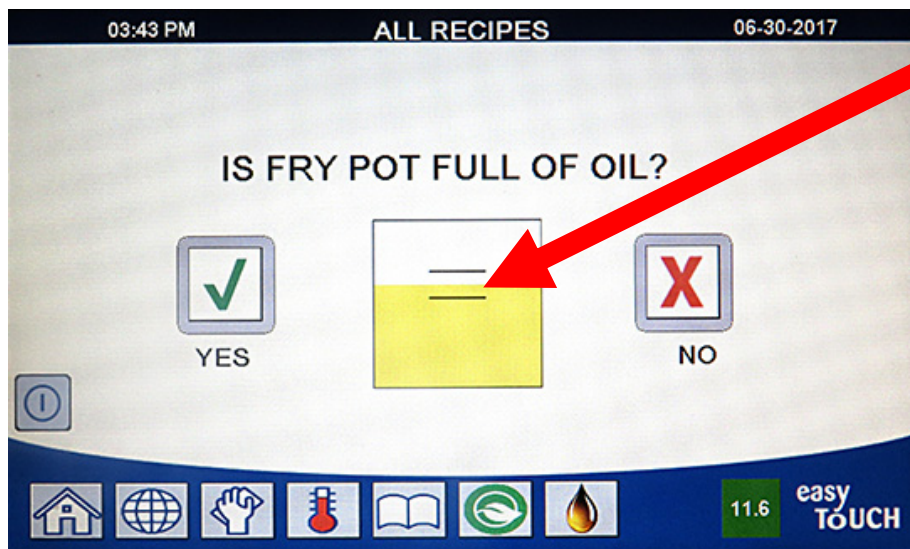 03:43 PM ALL RECIPES 06-30-2017
IS FRY POT FULL OF OIL?
YES NO
11.6 easy TOUCH